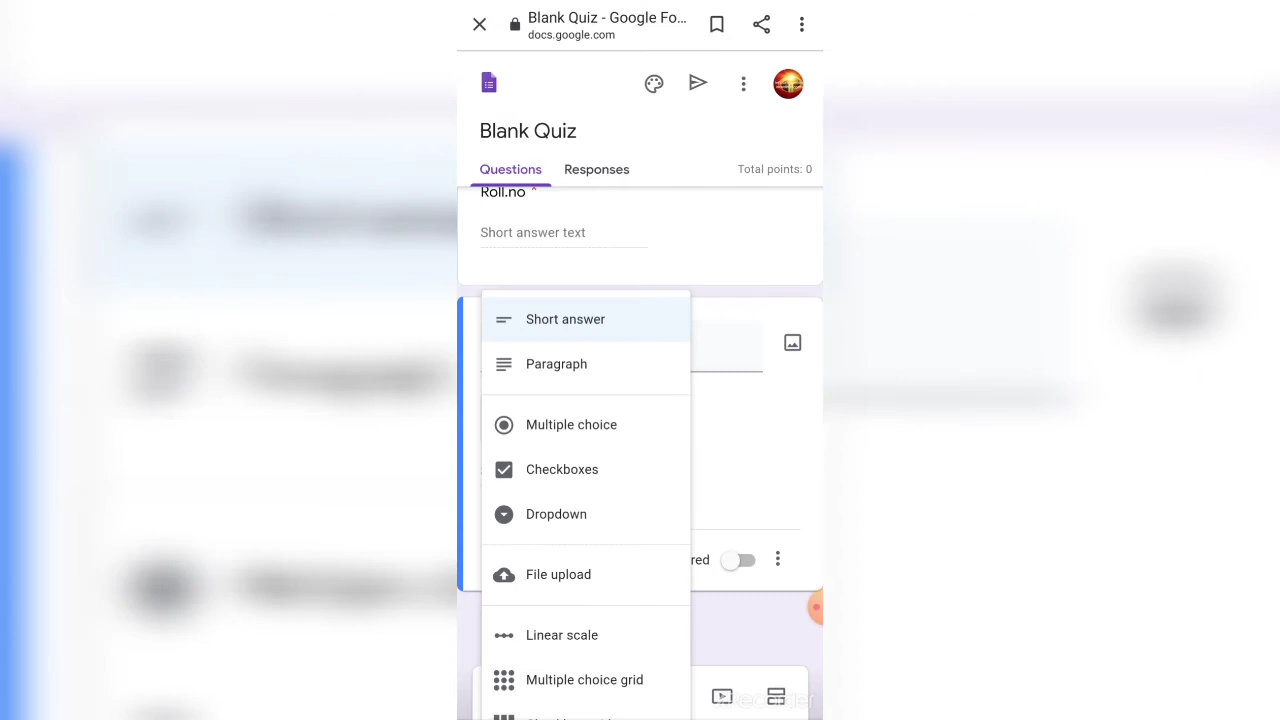 Blank Quiz - Google Fo...
docs.google.com
Blank Quiz
Questions Responses Total points: 0
Roll.no *
Short answer text
Short answer
Paragraph
Multiple choice
Checkboxes
Dropdown
red
File upload
Linear scale
Multiple choice grid